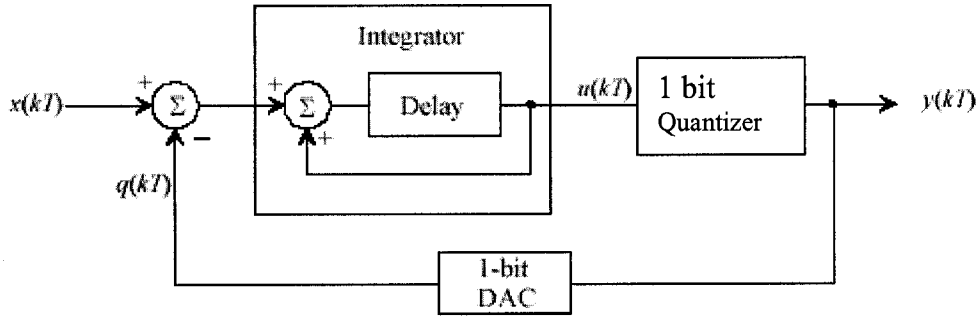 Integrator
x(kT)
+
Σ
−
+
Σ
+
Delay
u(kT)
1 bit
Quantizer
y(kT)
q(kT)
1-bit
DAC